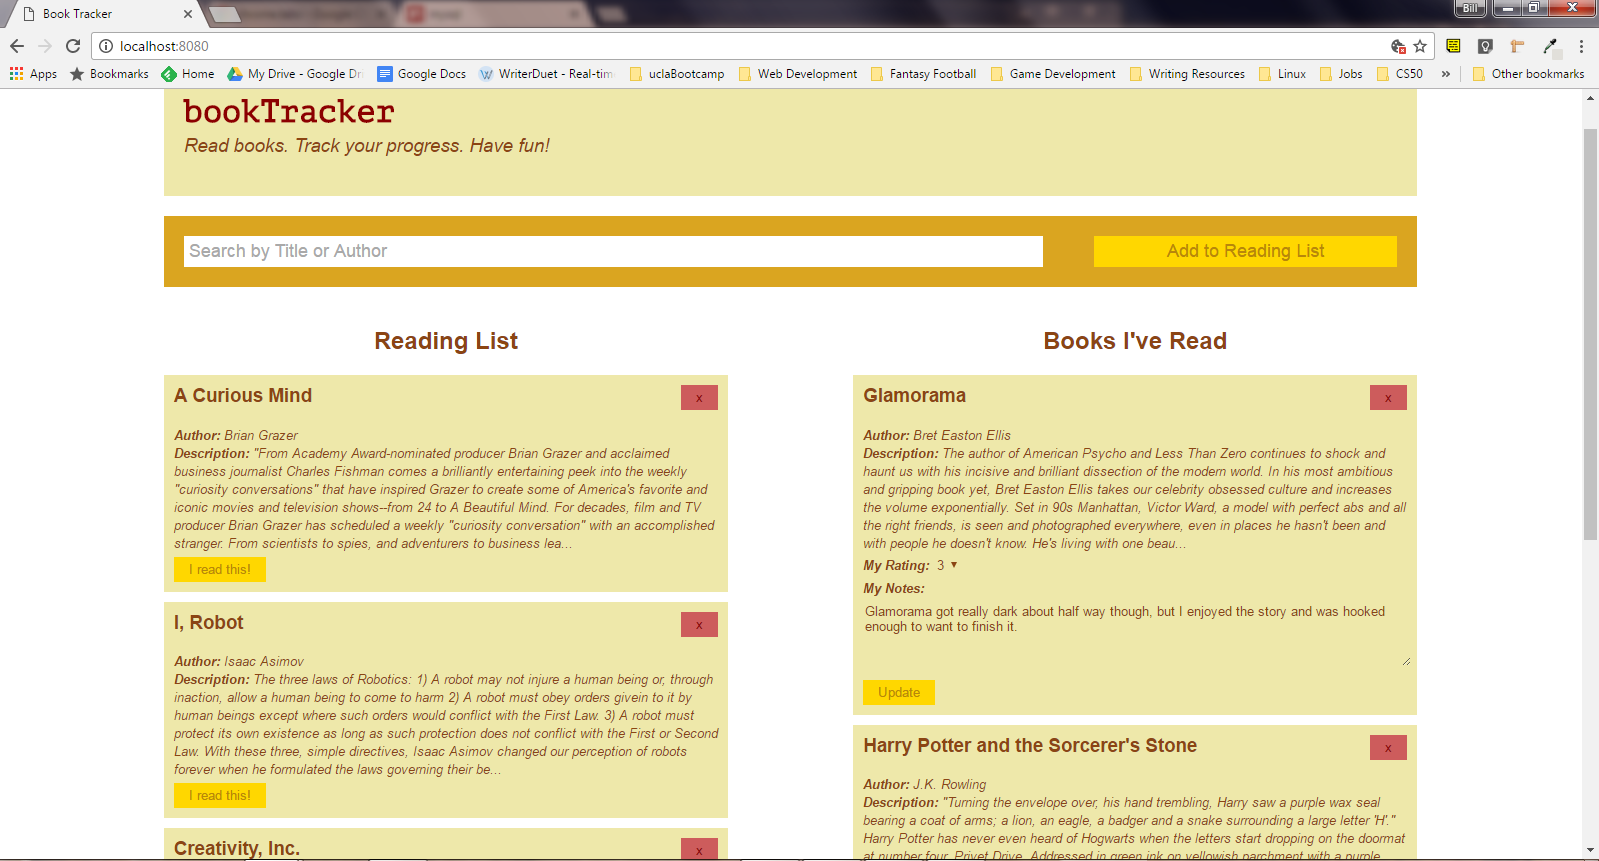 Book Tracker
Bill
localhost:8080
Apps
Bookmarks
Home
My Drive - Google Dr
Google Docs
WriterDuet - Real-tim
uclaBootcamp
Web Development
Fantasy Football
Game Development
Writing Resources
Linux
Jobs
CS50
»
Other bookmarks
bookTracker
Read books. Track your progress. Have fun!
Search by Title or Author
Add to Reading List
Reading List
A Curious Mind
x
Author: Brian Grazer
Description: "From Academy Award-nominated producer Brian Grazer and acclaimed
business journalist Charles Fishman comes a brilliantly entertaining peek into the weekly
"curiosity conversations" that have inspired Grazer to create some of America's favorite and
iconic movies and television shows--from 24 to A Beautiful Mind. For decades, film and TV
producer Brian Grazer has scheduled a weekly "curiosity conversation" with an accomplished
stranger. From scientists to spies, and adventurers to business lea...
I read this!
I, Robot
x
Author: Isaac Asimov
Description: The three laws of Robotics: 1) A robot may not injure a human being or, through
inaction, allow a human being to come to harm 2) A robot must obey orders givein to it by
human beings except where such orders would conflict with the First Law. 3) A robot must
protect its own existence as long as such protection does not conflict with the First or Second
Law. With these three, simple directives, Isaac Asimov changed our perception of robots
forever when he formulated the laws governing their be...
I read this!
Creativity, Inc.
x
Books I've Read
Glamorama
x
Author: Bret Easton Ellis
Description: The author of American Psycho and Less Than Zero continues to shock and
haunt us with his incisive and brilliant dissection of the modern world. In his most ambitious
and gripping book yet, Bret Easton Ellis takes our celebrity obsessed culture and increases
the volume exponentially. Set in 90s Manhattan, Victor Ward, a model with perfect abs and all
the right friends, is seen and photographed everywhere, even in places he hasn't been and
with people he doesn't know. He's living with one beau...
My Rating: 3
My Notes:
Glamorama got really dark about half way though, but I enjoyed the story and was hooked
enough to want to finish it.
Update
Harry Potter and the Sorcerer's Stone
x
Author: J.K. Rowling
Description: "Turning the envelope over, his hand trembling, Harry saw a purple wax seal
bearing a coat of arms; a lion, an eagle, a badger and a snake surrounding a large letter 'H'."
Harry Potter has never even heard of Hogwarts when the letters start dropping on the doormat
at number four, Privet Drive. Addressed in green ink on yellowish parchment with a purple